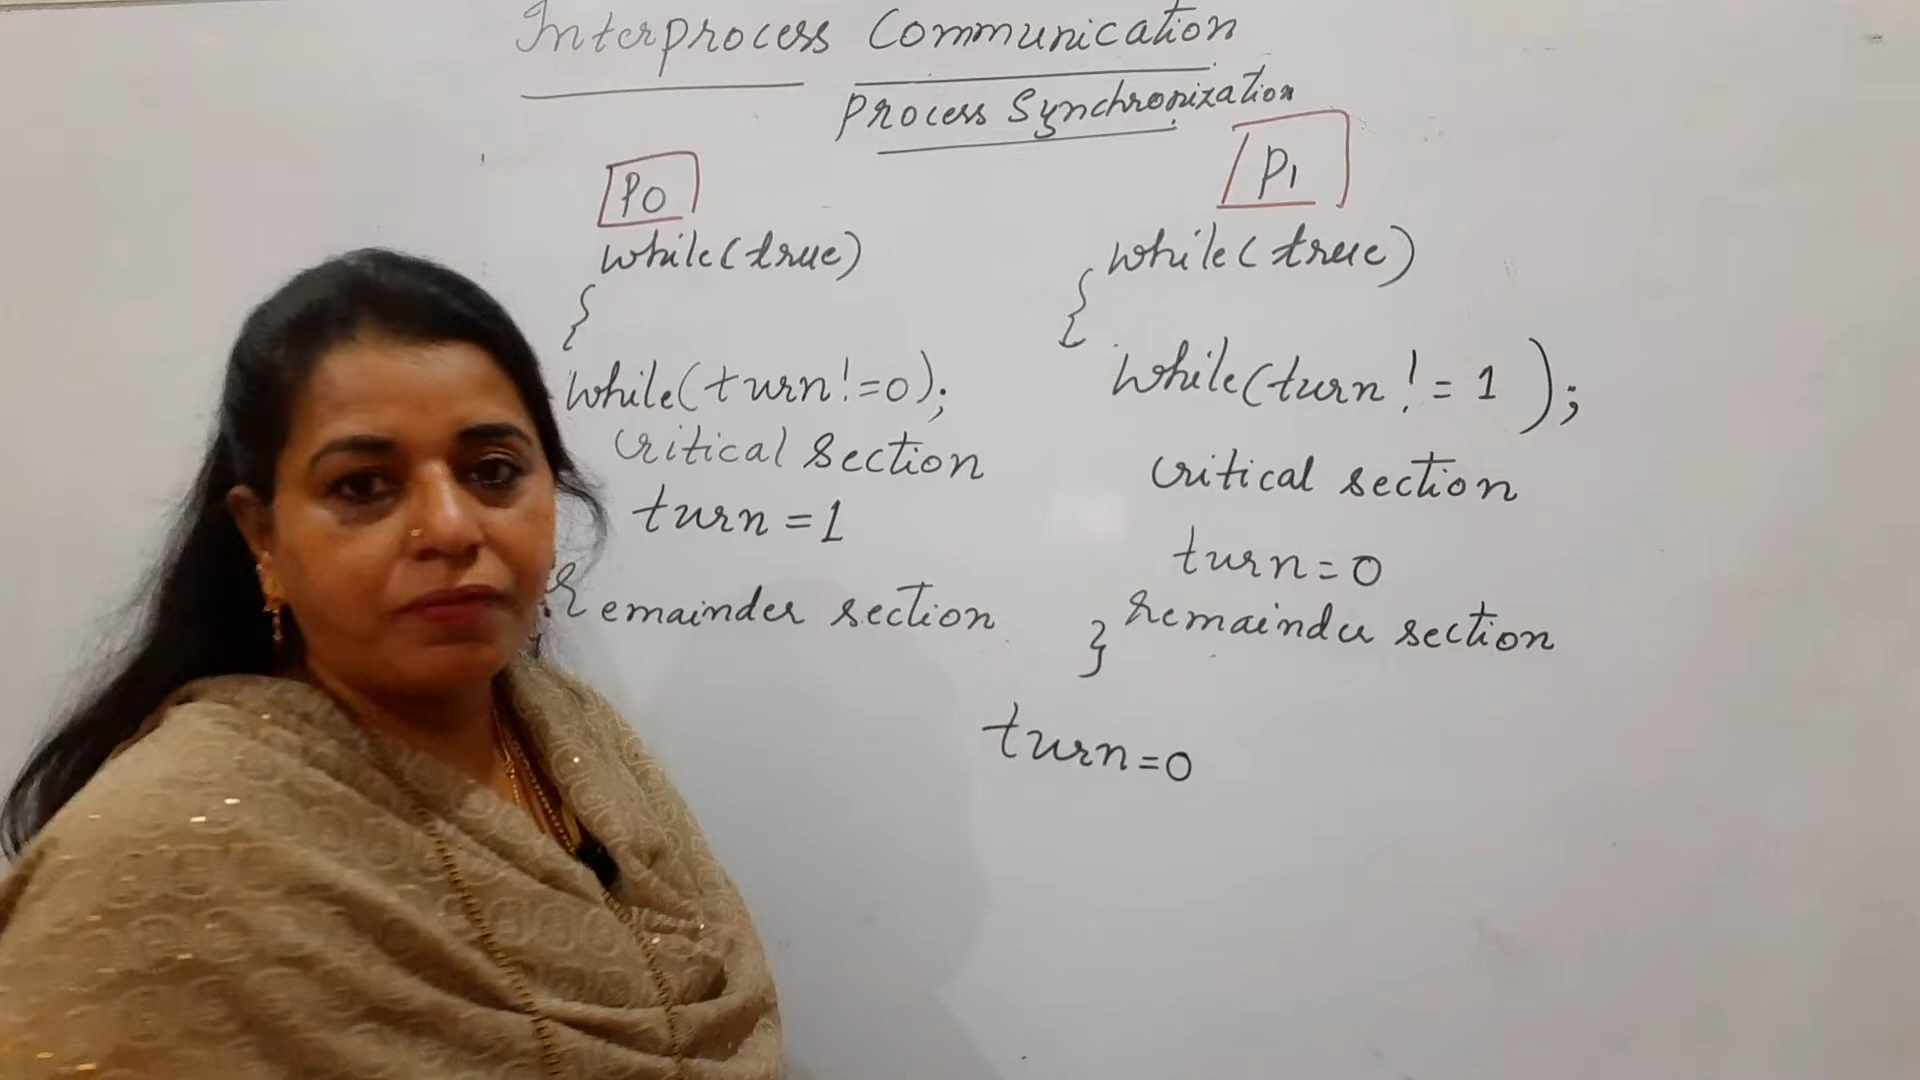 Interprocess Communication
Process Synchronization
P0
while(true)
{
while(turn!=0);
Critical Section
turn=1
Remainder section
P1
while(true)
{
while(turn!=1);
Critical section
turn=0
Remainder section
}
turn=0